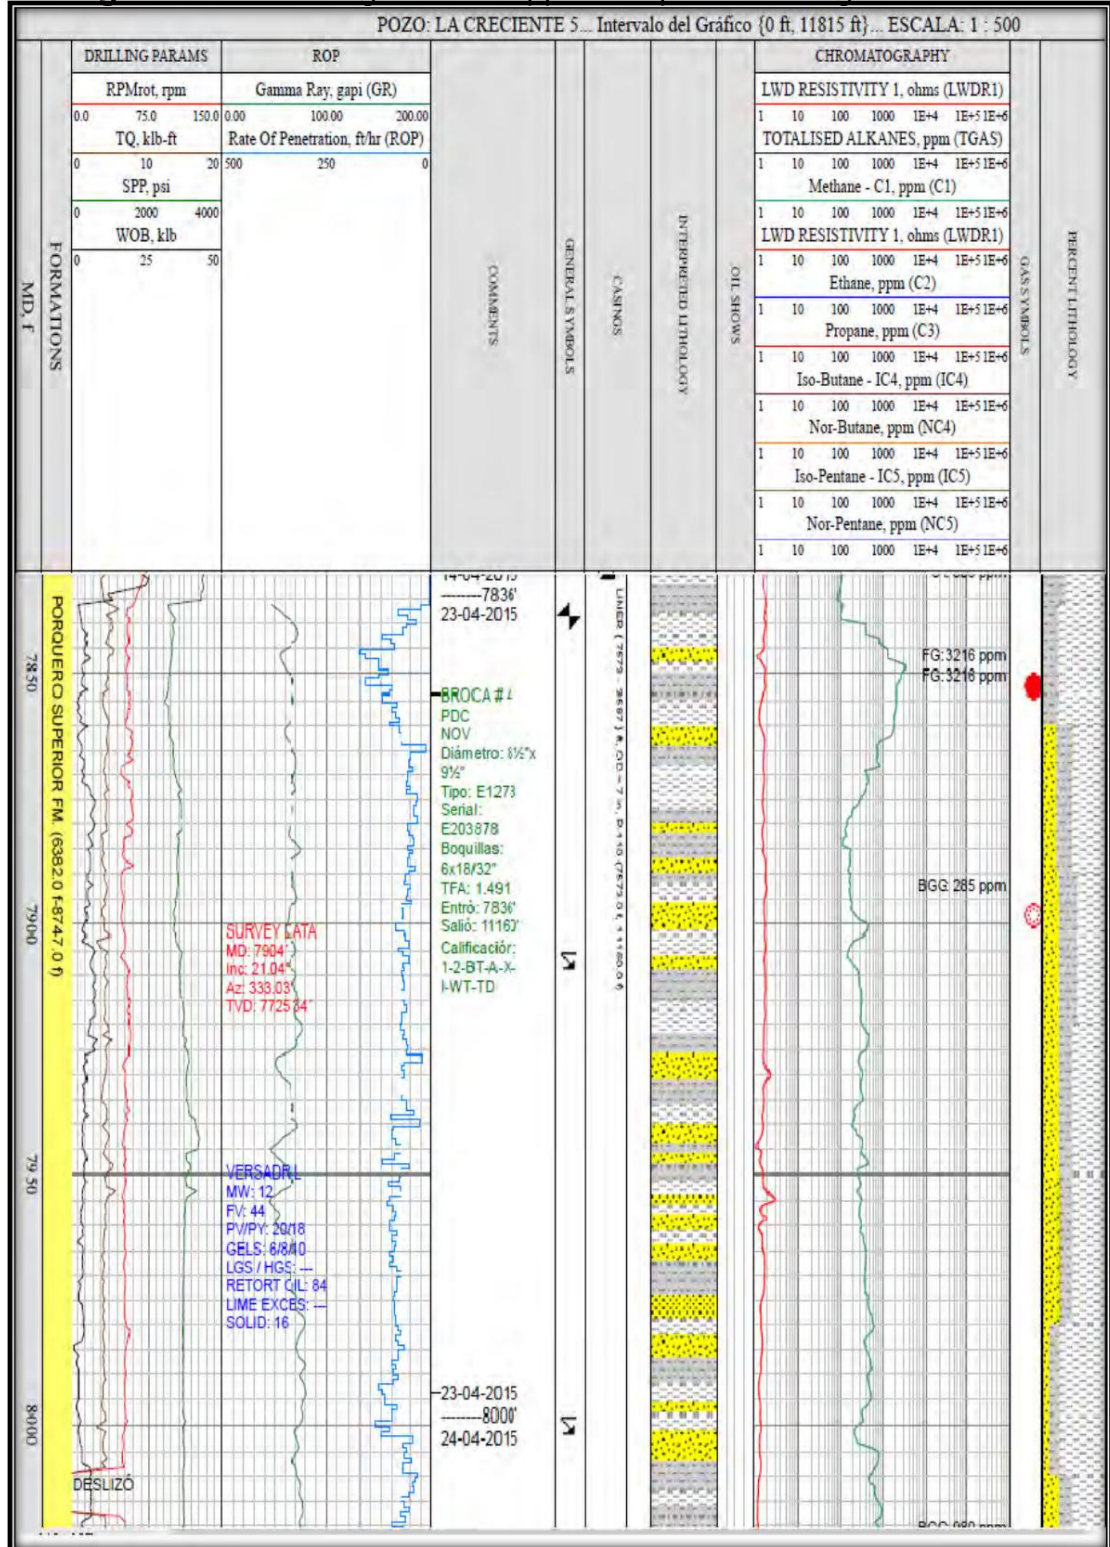 POZO: LA CRECIENTE 5... Intervalo del Gráfico {0 ft, 11815 ft}... ESCALA: 1 : 500
DRILLING PARAMS
ROP
CHROMATOGRAPHY
RPMrot, rpm
0.0 75.0 150.0
TQ, klb-ft
0 10 20
SPP, psi
0 2000 4000
WOB, klb
0 25 50
Gamma Ray, gapi (GR)
0.00 100.00 200.00
Rate Of Penetration, ft/hr (ROP)
500 250 0
LWD RESISTIVITY 1, ohms (LWDR1)
1 10 100 1000 1E+4 1E+5 1E+6
TOTALISED ALKANES, ppm (TGAS)
1 10 100 1000 1E+4 1E+5 1E+6
Methane - C1, ppm (C1)
1 10 100 1000 1E+4 1E+5 1E+6
LWD RESISTIVITY 1, ohms (LWDR1)
1 10 100 1000 1E+4 1E+5 1E+6
Ethane, ppm (C2)
1 10 100 1000 1E+4 1E+5 1E+6
Propane, ppm (C3)
1 10 100 1000 1E+4 1E+5 1E+6
Iso-Butane - IC4, ppm (IC4)
1 10 100 1000 1E+4 1E+5 1E+6
Nor-Butane, ppm (NC4)
1 10 100 1000 1E+4 1E+5 1E+6
Iso-Pentane - IC5, ppm (IC5)
1 10 100 1000 1E+4 1E+5 1E+6
Nor-Pentane, ppm (NC5)
1 10 100 1000 1E+4 1E+5 1E+6
MD, f
FORMATIONS
COMMENTS
GENERAL SYMBOLS
CASINGS
INTERPRETED LITHOLOGY
OIL SHOWS
GAS SYMBOLS
PERCENT LITHOLOGY
7850
7900
7950
8000
PORQUERO SUPERIOR FM. (6382.0 f-8747.0 f)
14-04-2015
--------7836'
23-04-2015
BROCA # 4
PDC
NOV
Diámetro: 8½"x
9½"
Tipo: E1273
Serial:
E203878
Boquillas:
6x18/32"
TFA: 1.491
Entró: 7836'
Salió: 11160'
Calificación:
1-2-BT-A-X-
I-WT-TD
SURVEY DATA
MD: 7904'
Inc: 21.04°
Az: 333.03°
TVD: 7725.34'
VERSADRIL
MW: 12
FV: 44
PV/PY: 20/18
GELS: 6/8/10
LGS / HGS: ---
RETORT OIL: 84
LIME EXCES: ---
SOLID: 16
23-04-2015
--------8000'
24-04-2015
DESLIZÓ
FG: 3216 ppm
FG: 3216 ppm
BGG: 285 ppm